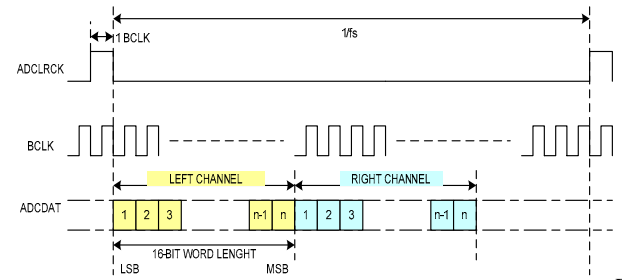 1 BCLK
1/fs
ADCLRCK
BCLK
LEFT CHANNEL RIGHT CHANNEL
ADCDAT
1 2 3 n-1 n 1 2 3 n-1 n
16-BIT WORD LENGHT
LSB MSB